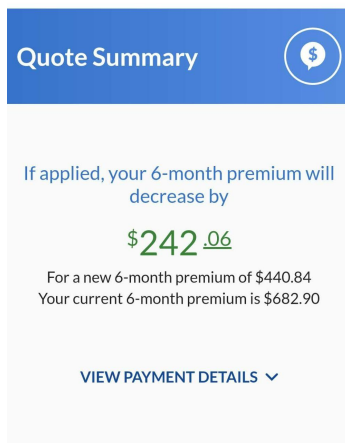 Quote Summary
$
If applied, your 6-month premium will
decrease by
$242.06
For a new 6-month premium of $440.84
Your current 6-month premium is $682.90
VIEW PAYMENT DETAILS